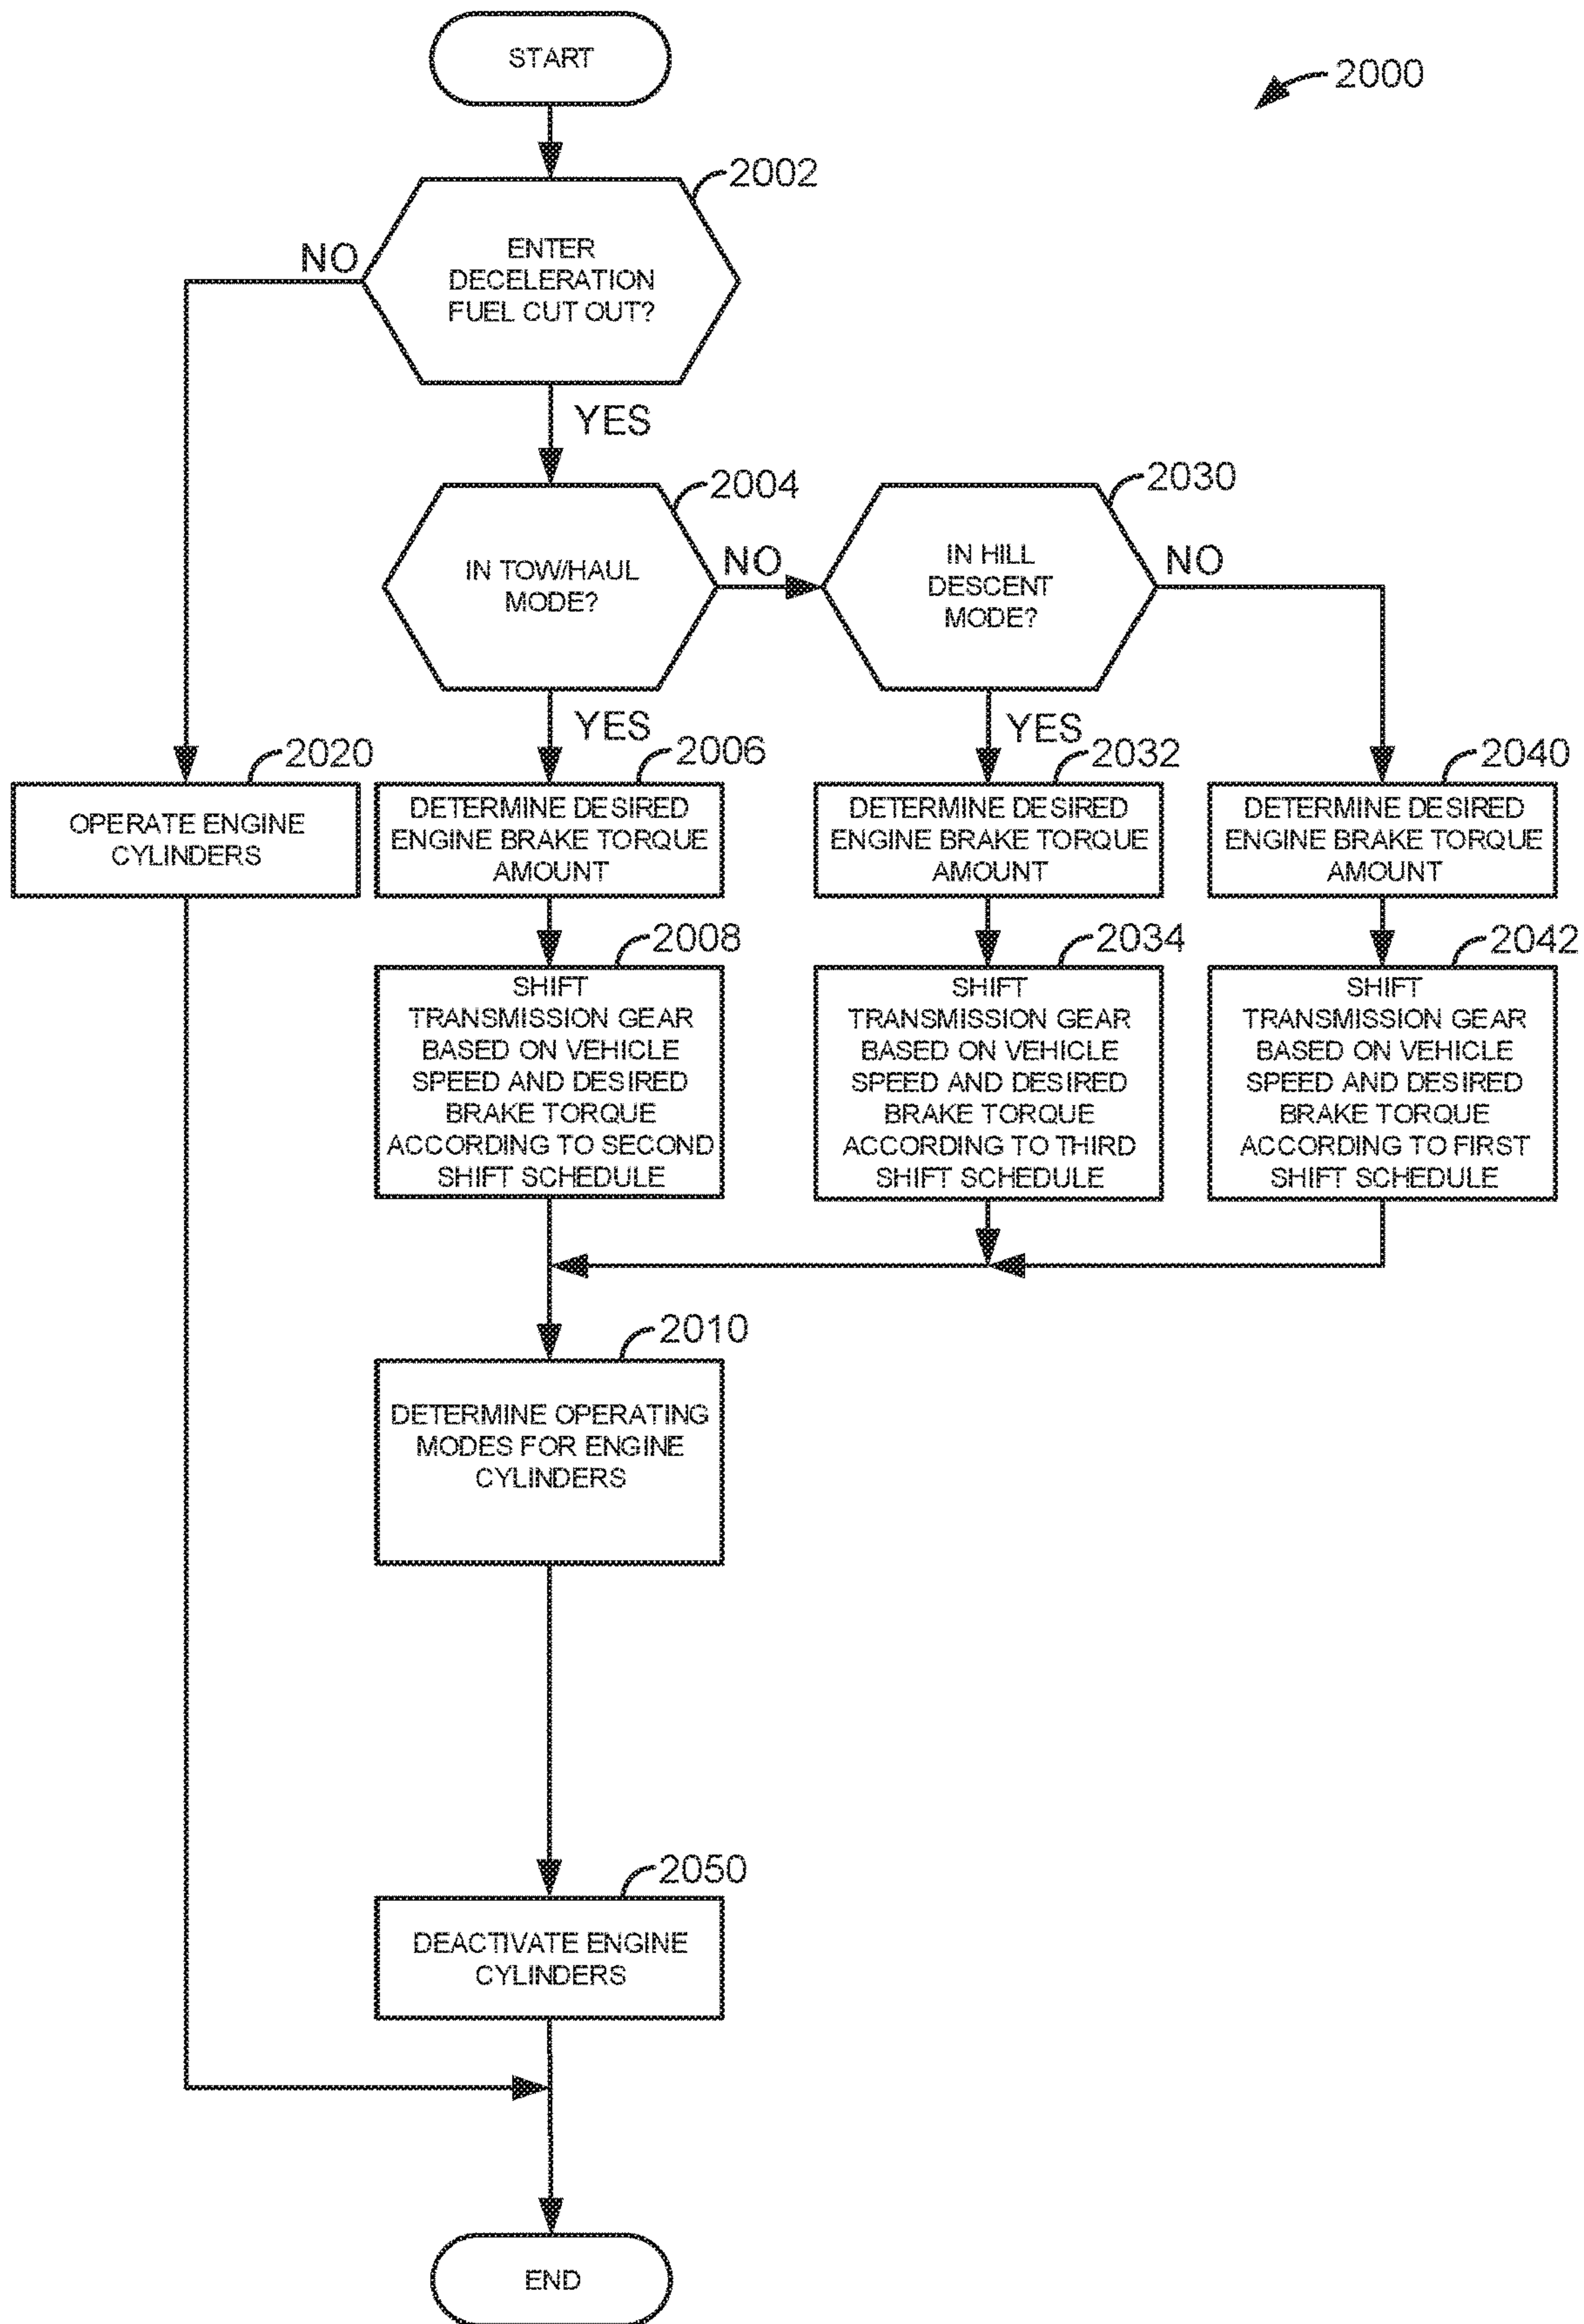 START
2000
2002
ENTER
DECELERATION
FUEL CUT OUT?
NO
YES
2004
IN TOW/HAUL
MODE?
NO
2030
IN HILL
DESCENT
MODE?
NO
YES
YES
2020
OPERATE ENGINE
CYLINDERS
2006
DETERMINE DESIRED
ENGINE BRAKE TORQUE
AMOUNT
2032
DETERMINE DESIRED
ENGINE BRAKE TORQUE
AMOUNT
2040
DETERMINE DESIRED
ENGINE BRAKE TORQUE
AMOUNT
2008
SHIFT
TRANSMISSION GEAR
BASED ON VEHICLE
SPEED AND DESIRED
BRAKE TORQUE
ACCORDING TO SECOND
SHIFT SCHEDULE
2034
SHIFT
TRANSMISSION GEAR
BASED ON VEHICLE
SPEED AND DESIRED
BRAKE TORQUE
ACCORDING TO THIRD
SHIFT SCHEDULE
2042
SHIFT
TRANSMISSION GEAR
BASED ON VEHICLE
SPEED AND DESIRED
BRAKE TORQUE
ACCORDING TO FIRST
SHIFT SCHEDULE
2010
DETERMINE OPERATING
MODES FOR ENGINE
CYLINDERS
2050
DEACTIVATE ENGINE
CYLINDERS
END